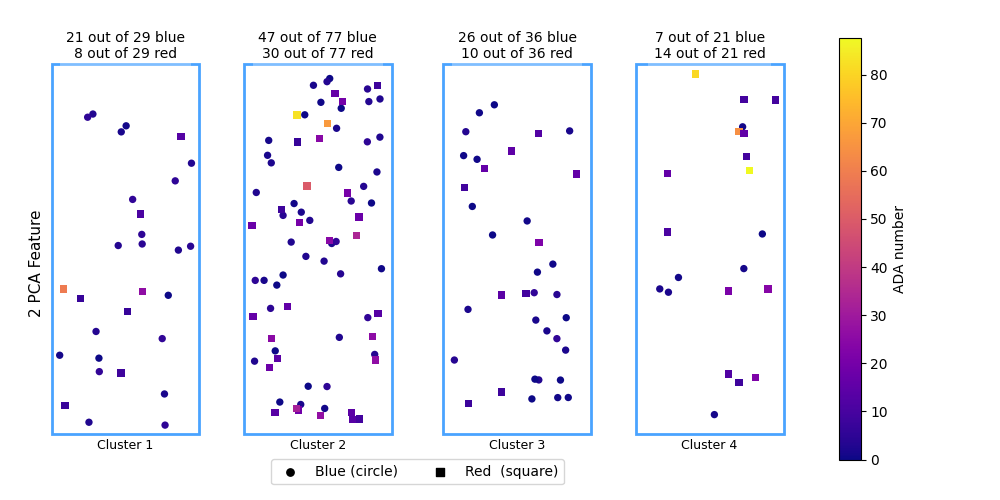 21 out of 29 blue
8 out of 29 red
47 out of 77 blue
30 out of 77 red
26 out of 36 blue
10 out of 36 red
7 out of 21 blue
14 out of 21 red
2 PCA Feature
Cluster 1
Cluster 2
Cluster 3
Cluster 4
80
70
60
50
40
30
20
10
0
ADA number
Blue (circle)
Red (square)